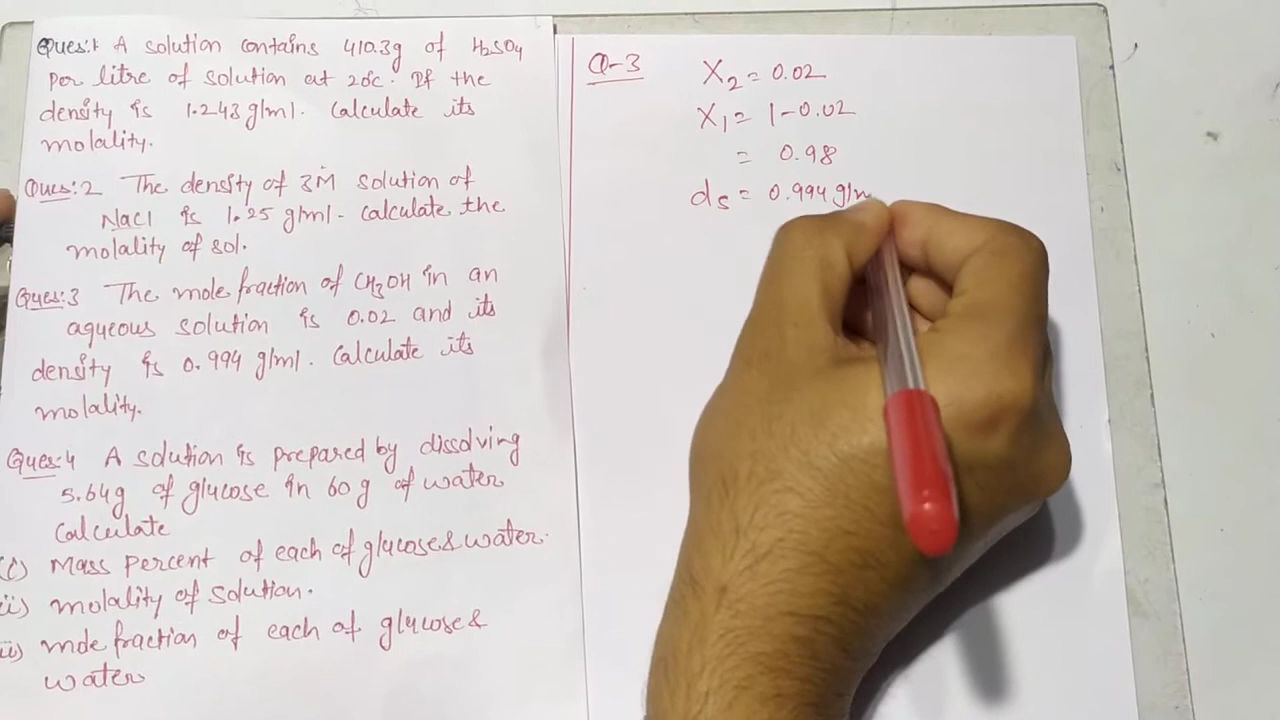 Ques:1 A solution contains 410.3g of H₂SO₄
per litre of solution at 20°C. If the
density is 1.243 g/ml. Calculate its
molality.
Ques:2 The density of 3M solution of
NaCl is 1.25 g/ml. Calculate the
molality of sol.
Ques:3 The mole fraction of CH₃OH in an
aqueous solution is 0.02 and its
density is 0.994 g/ml. Calculate its
molality.
Ques:4 A solution is prepared by dissolving
5.64g of glucose in 60 g of water
Calculate
(i) Mass percent of each of glucose & water.
ii) molality of solution.
iii) mole fraction of each of glucose &
water
Q-3
X₂ = 0.02
X₁ = 1-0.02
= 0.98
ds = 0.994 g/m